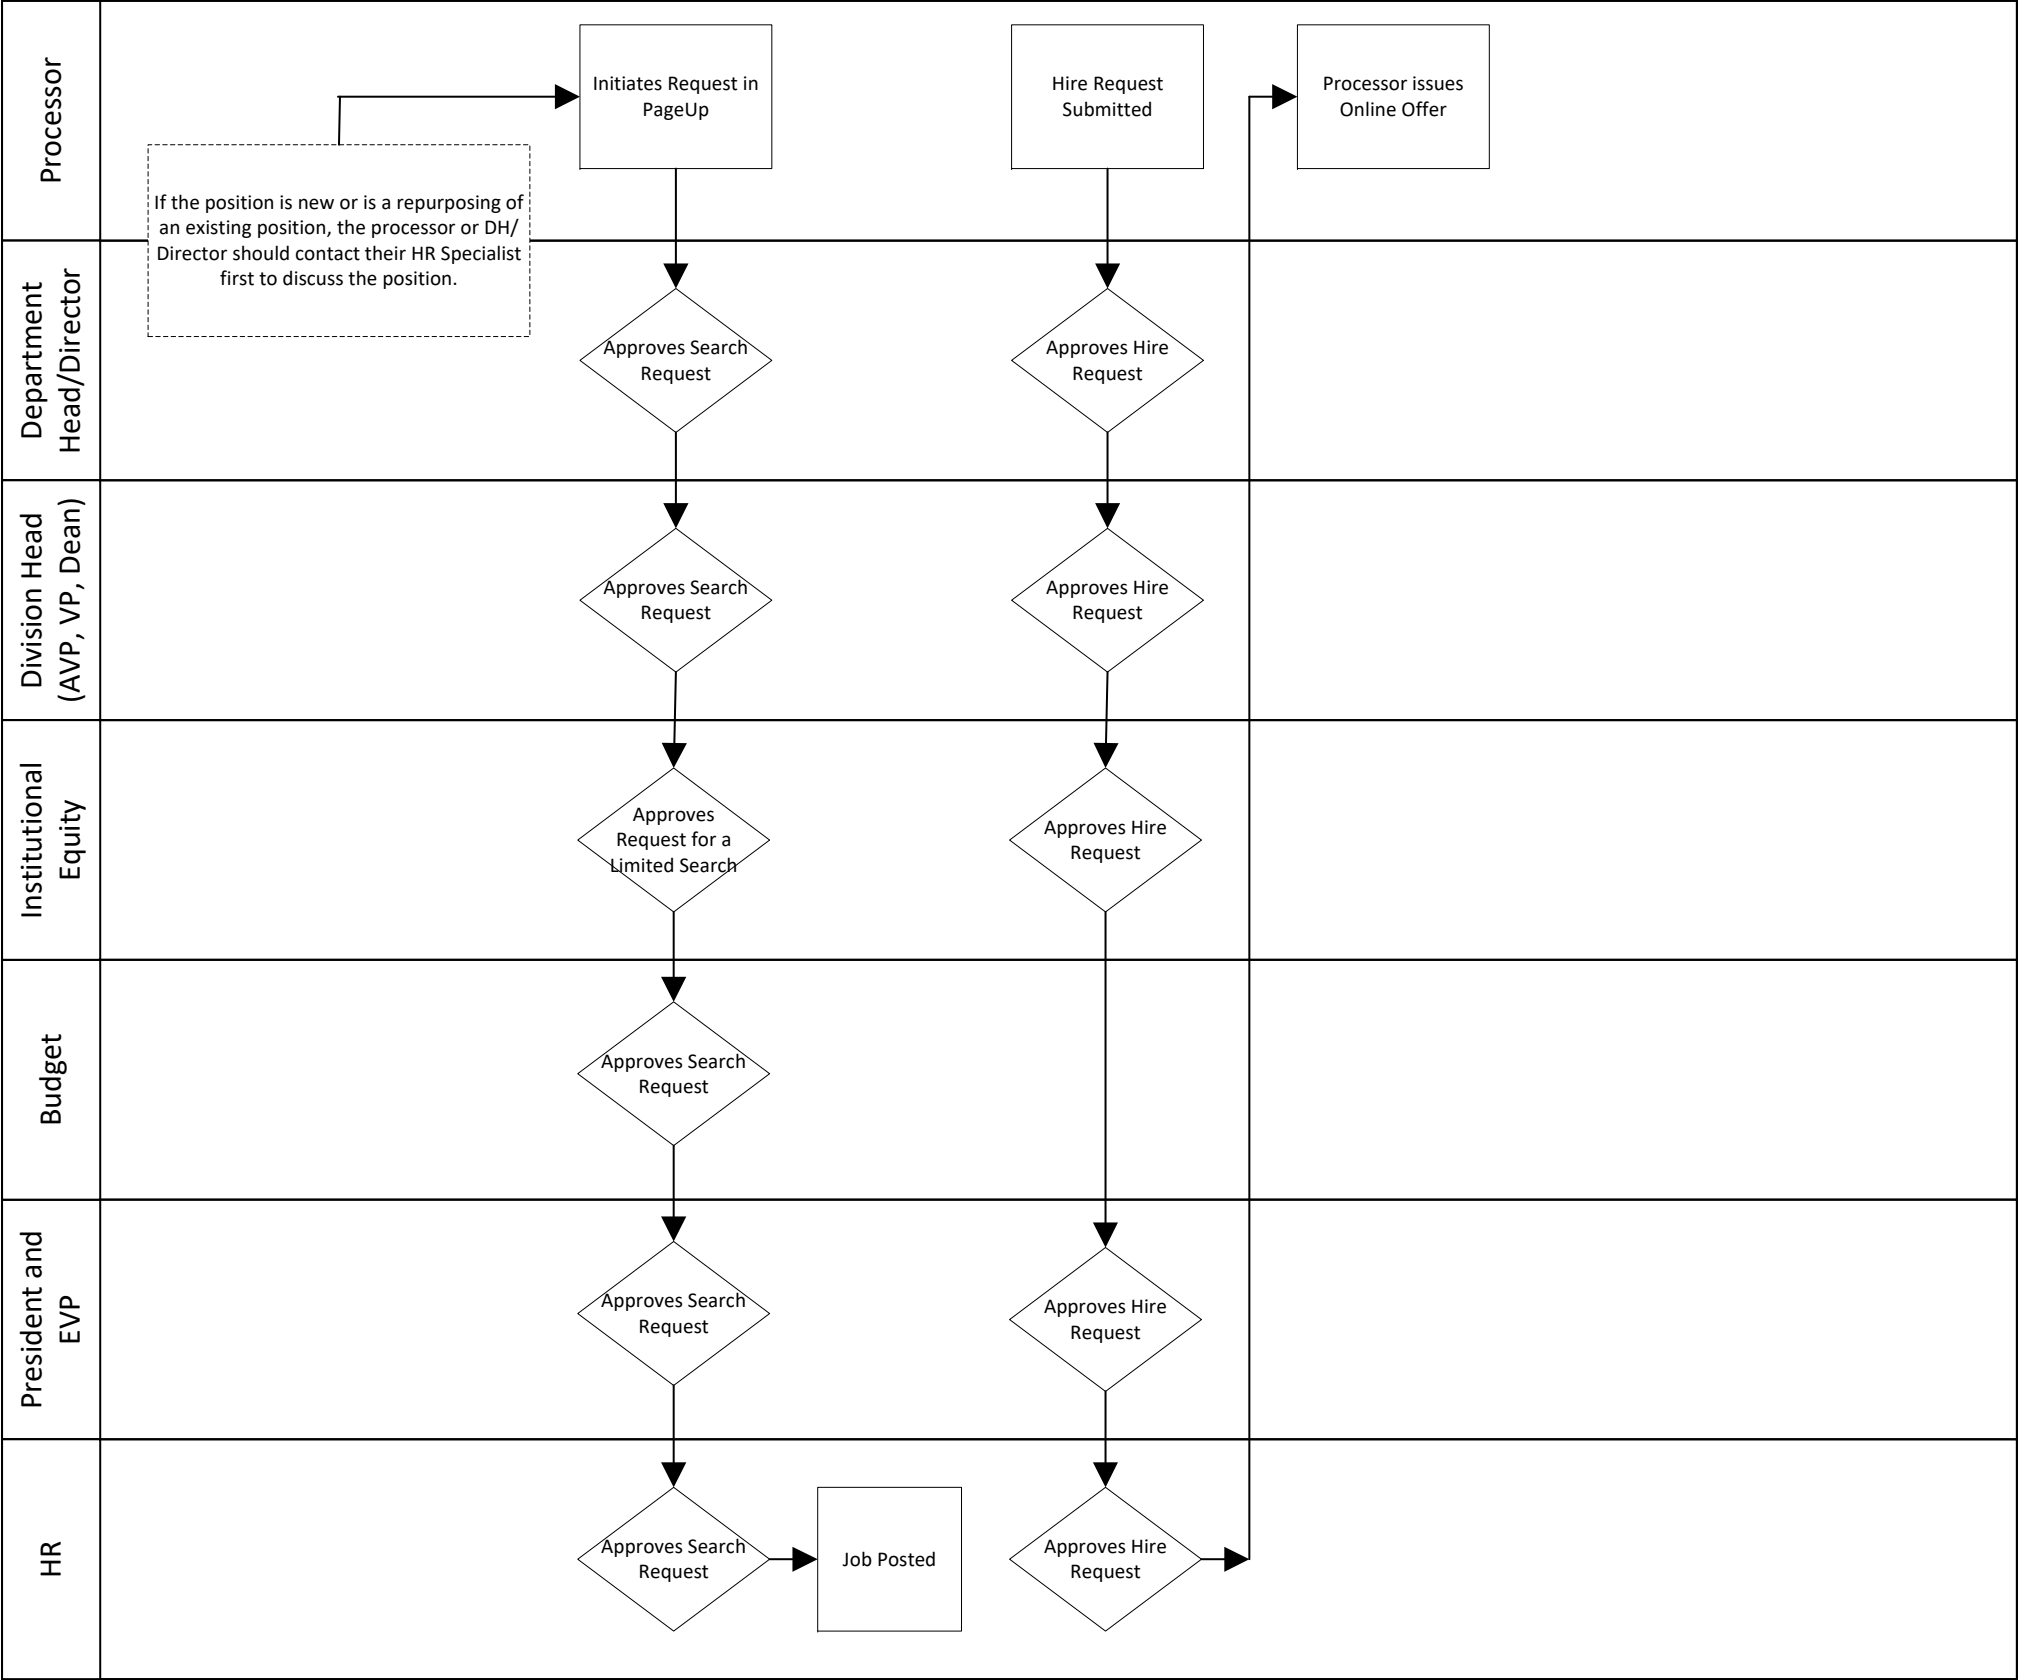 Processor
Initiates Request in
PageUp
Hire Request
Submitted
Processor issues
Online Offer
If the position is new or is a repurposing of
an existing position, the processor or DH/
Director should contact their HR Specialist
first to discuss the position.
Department
Head/Director
Approves Search
Request
Approves Hire
Request
Division Head
(AVP, VP, Dean)
Approves Search
Request
Approves Hire
Request
Institutional
Equity
Approves
Request for a
Limited Search
Approves Hire
Request
Budget
Approves Search
Request
President and
EVP
Approves Search
Request
Approves Hire
Request
HR
Approves Search
Request
Job Posted
Approves Hire
Request